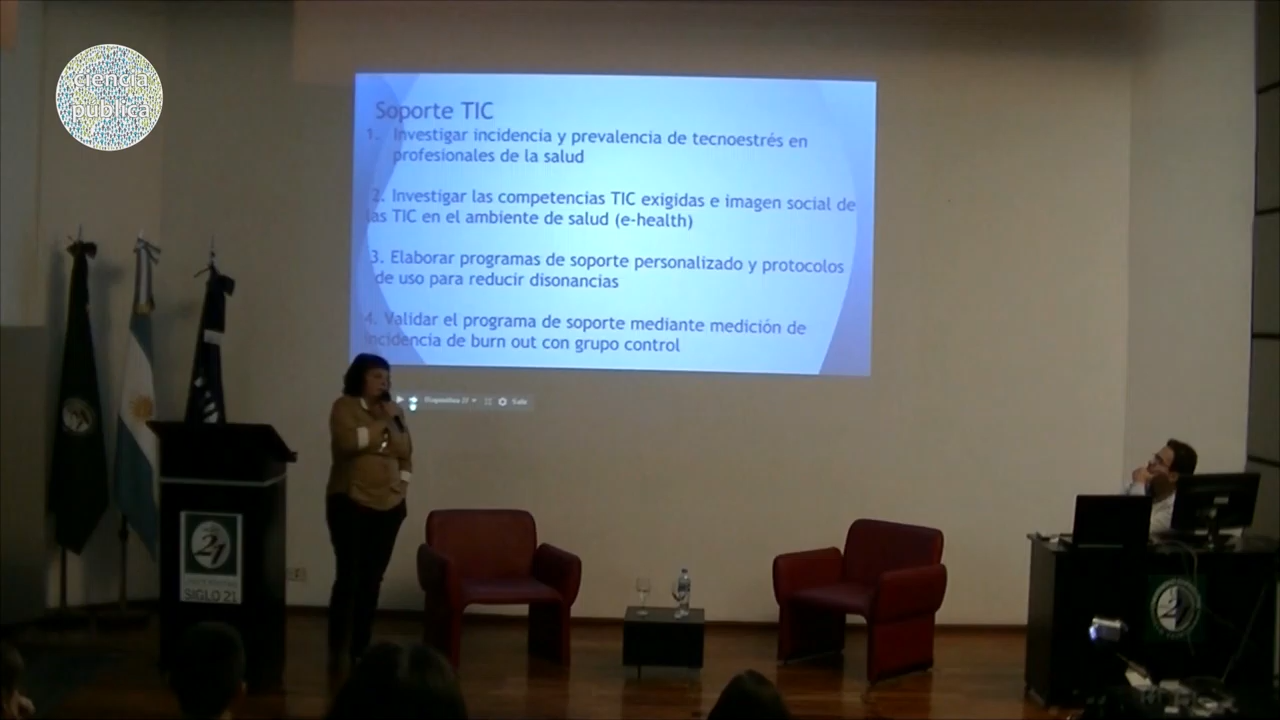 ciencia
pública
Soporte TIC
1. Investigar incidencia y prevalencia de tecnoestrés en
profesionales de la salud
2. Investigar las competencias TIC exigidas e imagen social de
las TIC en el ambiente de salud (e-health)
3. Elaborar programas de soporte personalizado y protocolos
de uso para reducir disonancias
4. Validar el programa de soporte mediante medición de
incidencia de burn out con grupo control
21
SIGLO 21